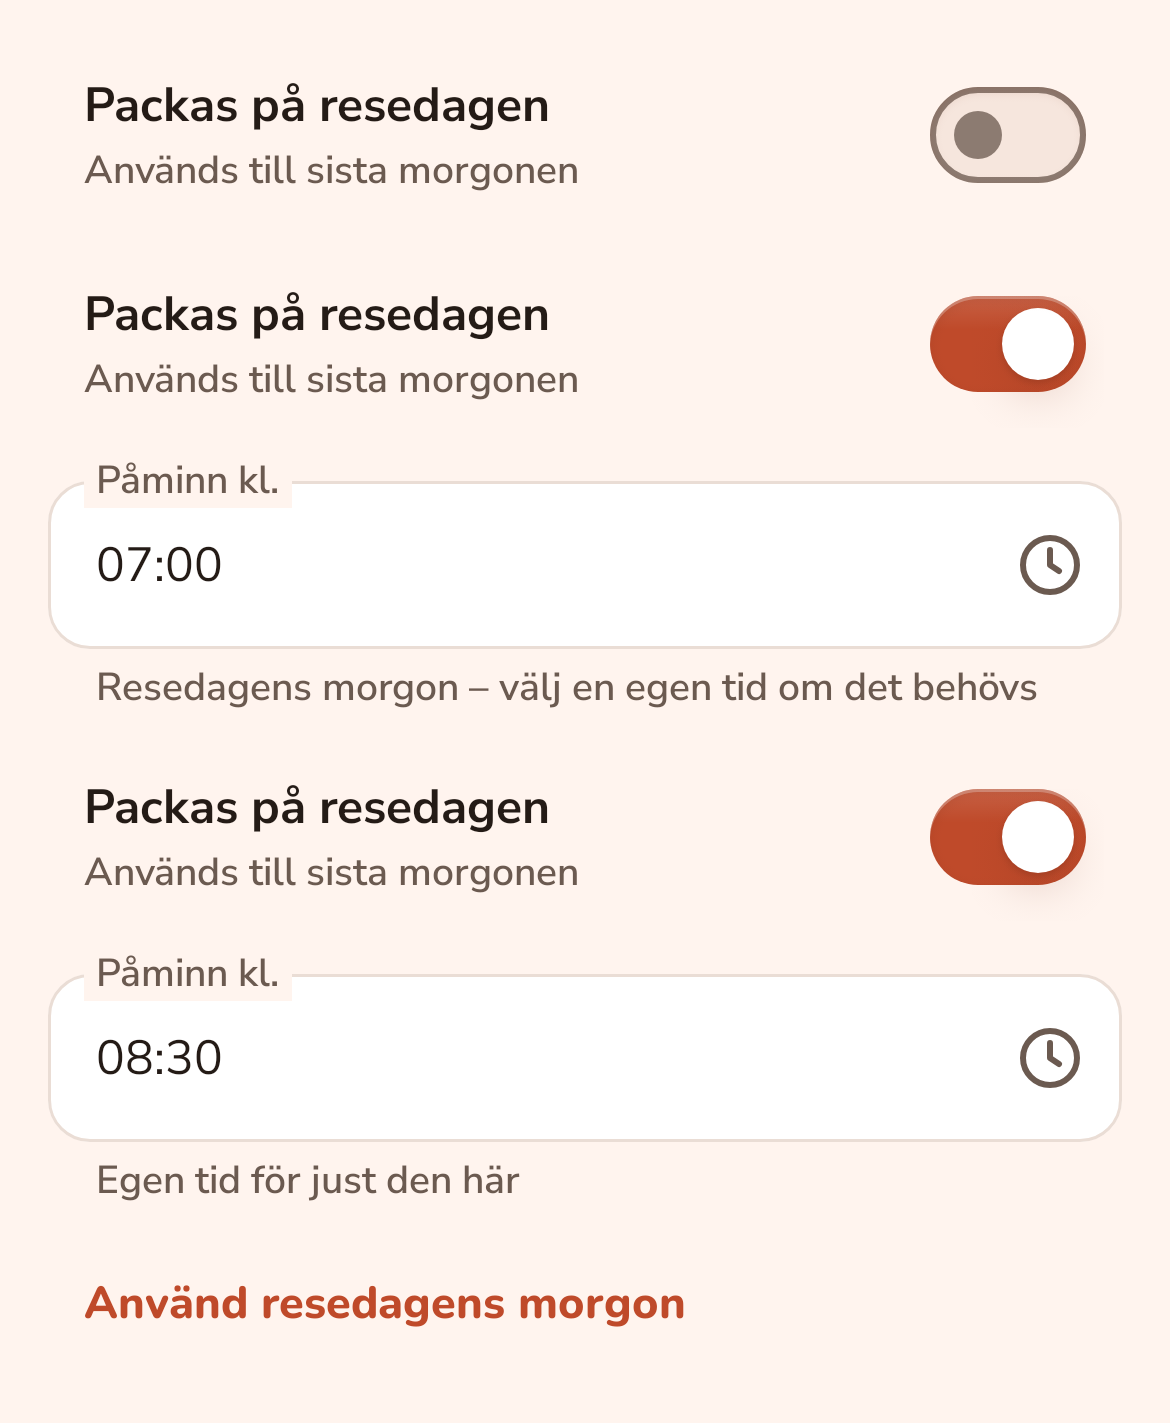 Packas på resedagen
Används till sista morgonen
Packas på resedagen
Används till sista morgonen
Påminn kl.
07:00
Resedagens morgon – välj en egen tid om det behövs
Packas på resedagen
Används till sista morgonen
Påminn kl.
08:30
Egen tid för just den här
Använd resedagens morgon